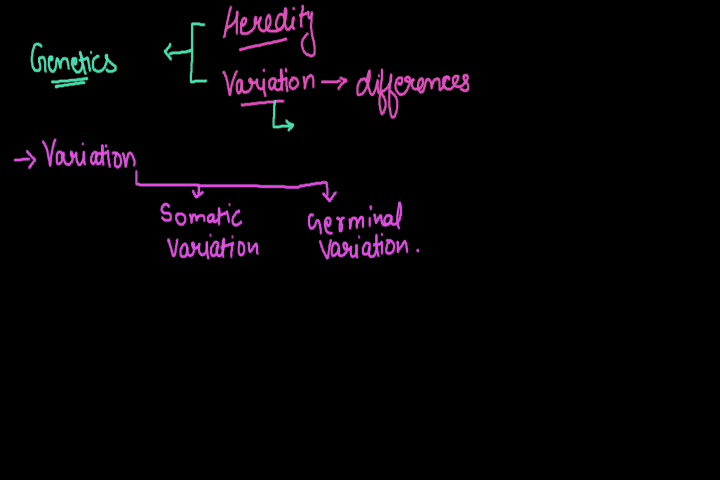 Heredity
Genetics
Variation → differences
→ Variation
Somatic Variation
Germinal Variation.